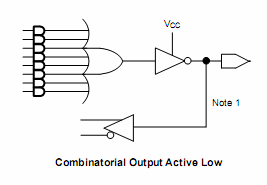 VCC
Note 1
Combinatorial Output Active Low